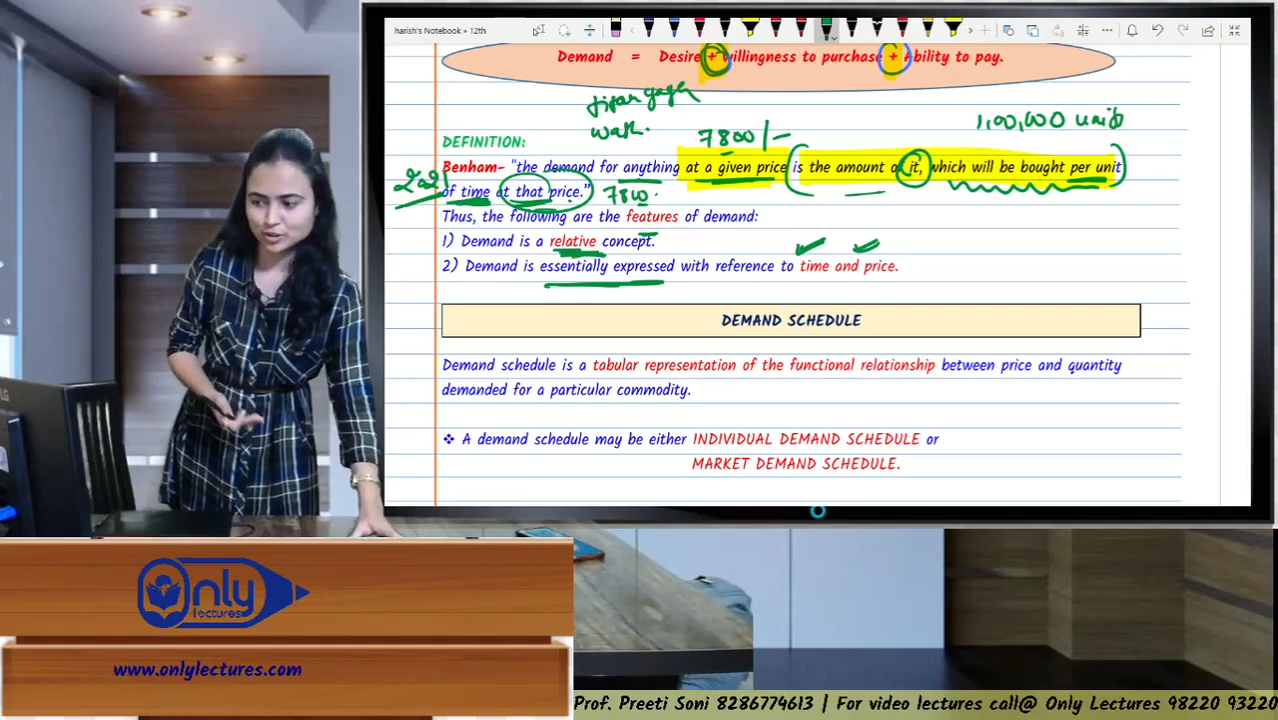 harish's Notebook » 12th
Demand = Desire + willingness to purchase + Ability to pay.
7800/-
1,00,000 units
DEFINITION:
Benham- "the demand for anything at a given price is the amount of it, which will be bought per unit
of time at that price."
7800
Thus, the following are the features of demand:
1) Demand is a relative concept.
2) Demand is essentially expressed with reference to time and price.
DEMAND SCHEDULE
Demand schedule is a tabular representation of the functional relationship between price and quantity
demanded for a particular commodity.
❖ A demand schedule may be either INDIVIDUAL DEMAND SCHEDULE or
MARKET DEMAND SCHEDULE.
Only
lectures
www.onlylectures.com
Prof. Preeti Soni 8286774613 | For video lectures call@ Only Lectures 98220 93220